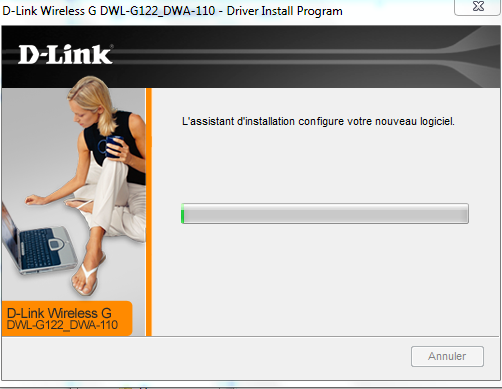 D-Link Wireless G DWL-G122_DWA-110 - Driver Install Program
D-Link
L'assistant d'installation configure votre nouveau logiciel.
D-Link Wireless G
DWL-G122_DWA-110
Annuler